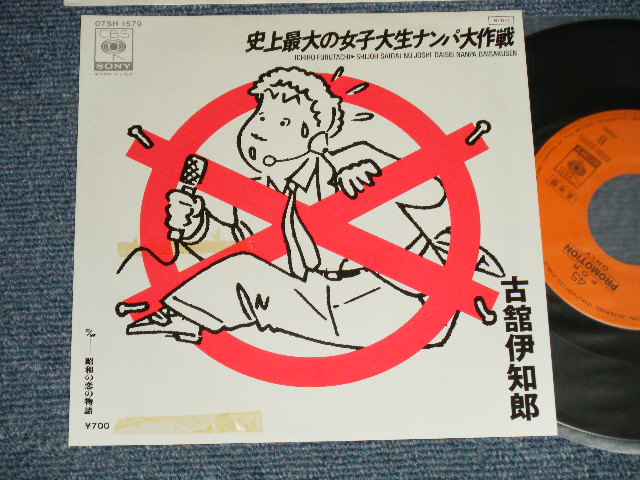 07SH 1579
CBS
SONY
史上最大の女子大生ナンパ大作戦
ICHIRO FURUTACHI • SHIJOH SAIDAI NO JOSHI DAISEI NANPA DAISAKUSEN
古舘伊知郎
c/w 昭和の恋の物語
¥700
45
PROMOTION
ONLY
B